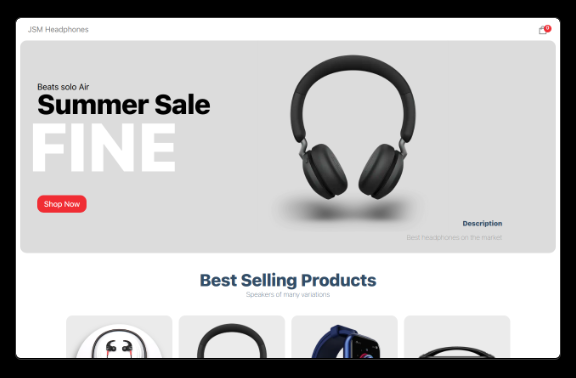 JSM Headphones
0
Beats solo Air
Summer Sale
FINE
Shop Now
Description
Best headphones on the market
Best Selling Products
Speakers of many variations